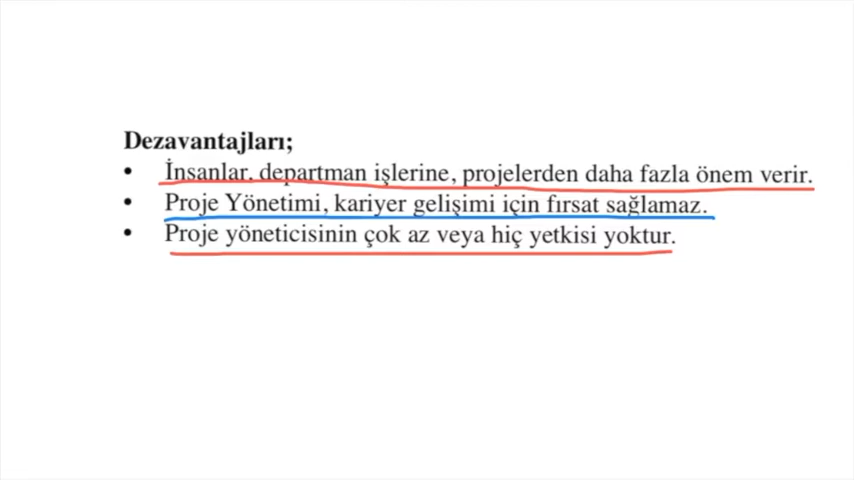 Dezavantajları;
• İnsanlar, departman işlerine, projelerden daha fazla önem verir.
• Proje Yönetimi, kariyer gelişimi için fırsat sağlamaz.
• Proje yöneticisinin çok az veya hiç yetkisi yoktur.